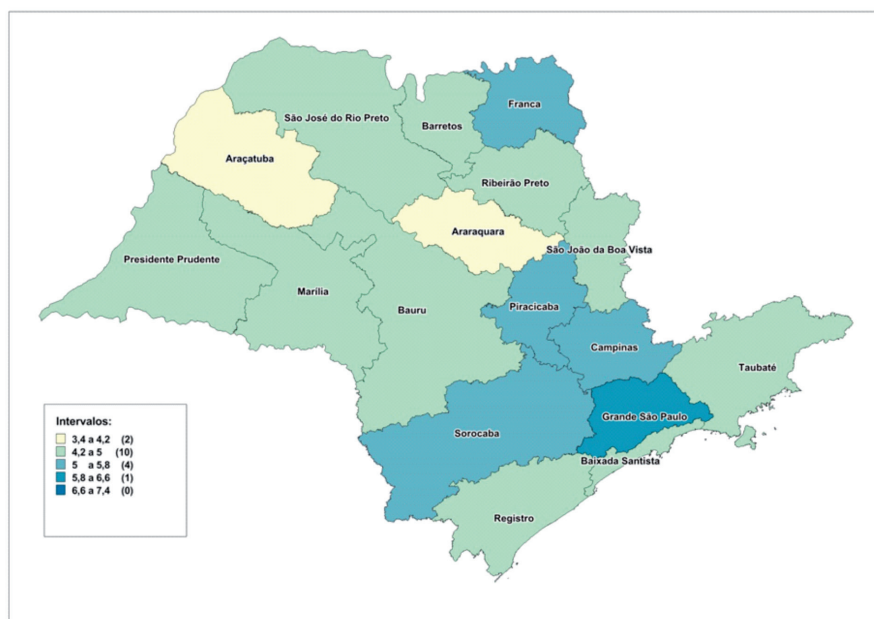 Franca
São José do Rio Preto
Barretos
Araçatuba
Ribeirão Preto
Araraquara
São João da Boa Vista
Presidente Prudente
Marília
Bauru
Piracicaba
Campinas
Taubaté
Grande São Paulo
Sorocaba
Baixada Santista
Registro
Intervalos:
3,4 a 4,2 (2)
4,2 a 5 (10)
5 a 5,8 (4)
5,8 a 6,6 (1)
6,6 a 7,4 (0)